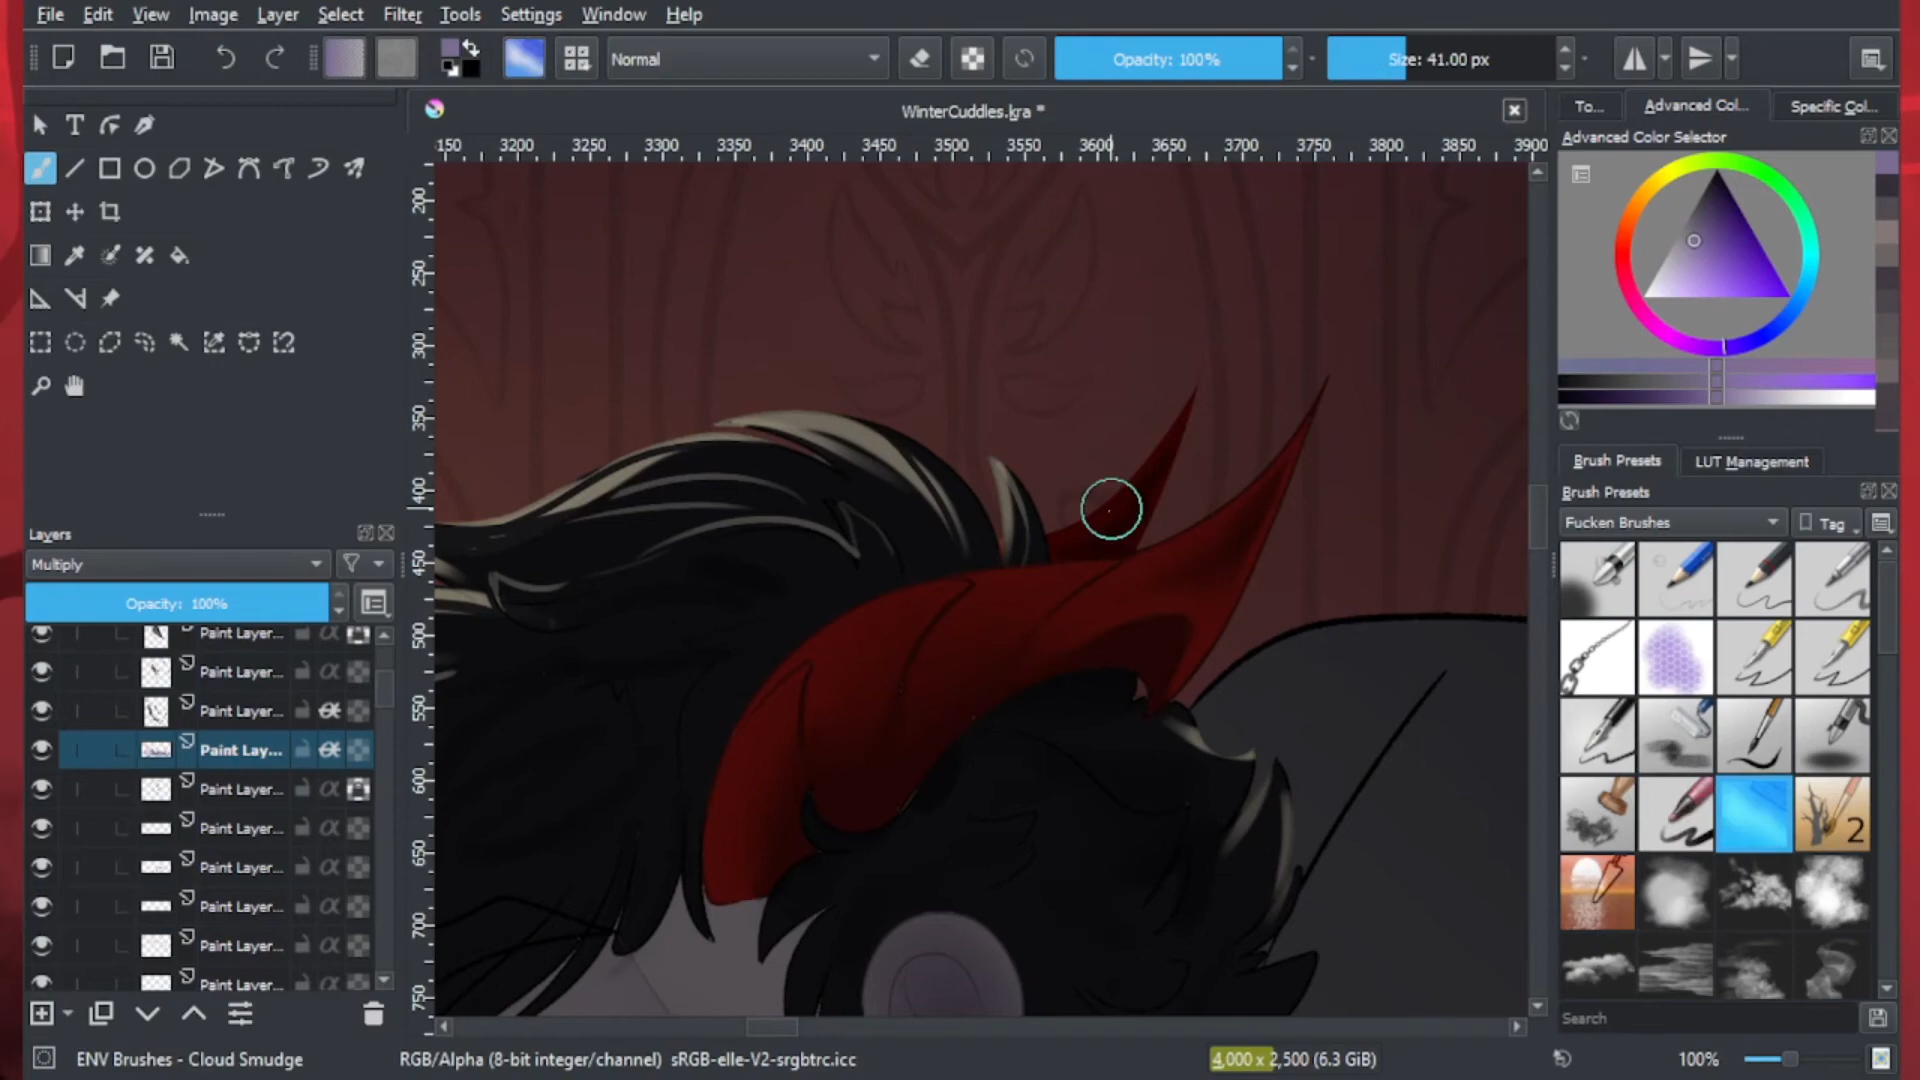 File Edit View Image Layer Select Filter Tools Settings Window Help
Normal
Opacity: 100%
Size: 41.00 px
WinterCuddles.kra *
To...
Advanced Col...
Specific Col...
Advanced Color Selector
150 3200 3250 3300 3350 3400 3450 3500 3550 3600 3650 3700 3750 3800 3850 3900
200
250
300
350
400
450
500
550
600
650
700
750
Brush Presets
LUT Management
Brush Presets
Fucken Brushes
Tag
2
Search
Layers
Multiply
Opacity: 100%
Paint Layer...
Paint Layer...
Paint Layer...
Paint Lay...
Paint Layer...
Paint Layer...
Paint Layer...
Paint Layer...
Paint Layer...
Paint Layer...
ENV Brushes - Cloud Smudge
RGB/Alpha (8-bit integer/channel) sRGB-elle-V2-srgbtrc.icc
4,000 x 2,500 (6.3 GiB)
100%